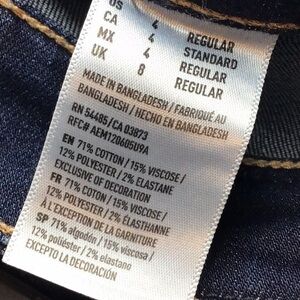 US 4 REGULAR
CA 4 STANDARD
MX 4 REGULAR
UK 8 REGULAR
MADE IN BANGLADESH / FABRIQUÉ AU
BANGLADESH / HECHO EN BANGLADESH
RN 54485/CA 03873
RFC# AEM120605U9A
EN 71% COTTON / 15% VISCOSE /
12% POLYESTER / 2% ELASTANE
EXCLUSIVE OF DECORATION
FR 71% COTON / 15% VISCOSE /
12% POLYESTER / 2% ELASTHANNE
À L'EXCEPTION DE LA GARNITURE
SP 71% algodón / 15% viscosa /
12% poliéster / 2% elastano
EXCEPTO LA DECORACIÓN